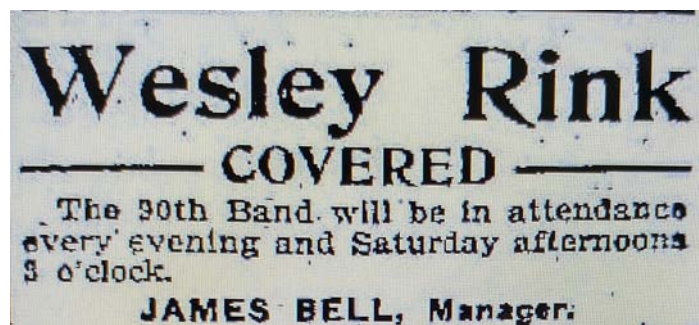 Wesley Rink
COVERED
The 90th Band will be in attendance
every evening and Saturday afternoons
3 o'clock.
JAMES BELL, Manager.